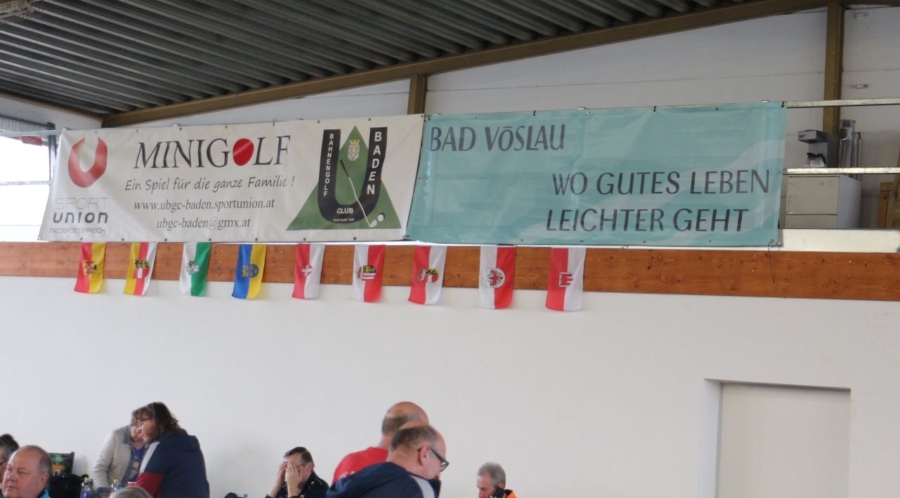 SPORT
UNION
NIEDERÖSTERREICH
MINIGOLF
Ein Spiel für die ganze Familie !
www.ubgc-baden.sportunion.at
ubgc-baden@gmx.at
BAHNENGOLF
U
BADEN
CLUB
BAD VÖSLAU
WO GUTES LEBEN
LEICHTER GEHT